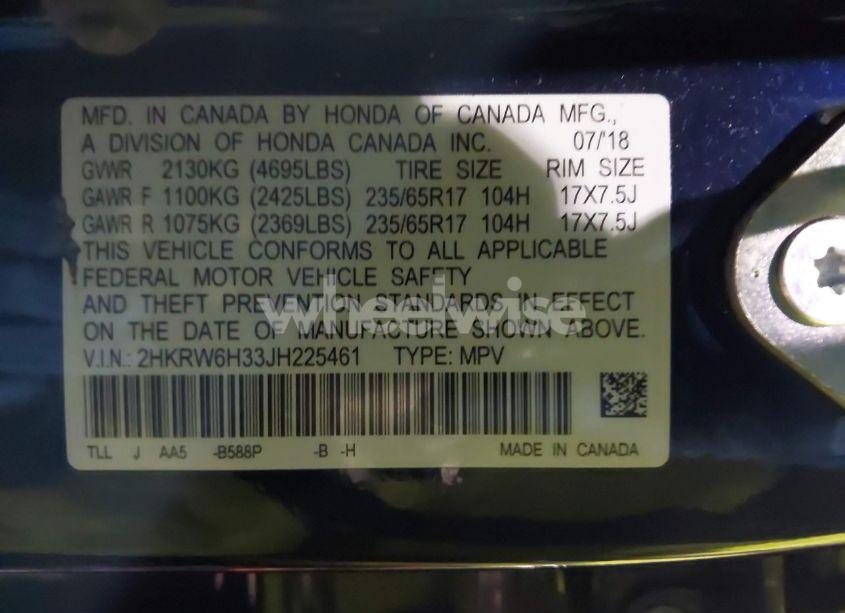 MFD. IN CANADA BY HONDA OF CANADA MFG.,
A DIVISION OF HONDA CANADA INC. 07/'18
GVWR 2130KG (4695LBS) TIRE SIZE RIM SIZE
GAWR F 1100KG (2425LBS) 235/65R17 104H 17X7.5J
GAWR R 1075KG (2369LBS) 235/65R17 104H 17X7.5J
THIS VEHICLE CONFORMS TO ALL APPLICABLE
FEDERAL MOTOR VEHICLE SAFETY
AND THEFT PREVENTION STANDARDS IN EFFECT
wheelwise
ON THE DATE OF MANUFACTURE SHOWN ABOVE.
V.I.N.: 2HKRW6H33JH225461 TYPE: MPV
TLL J AA5 -B588P -B -H MADE IN CANADA